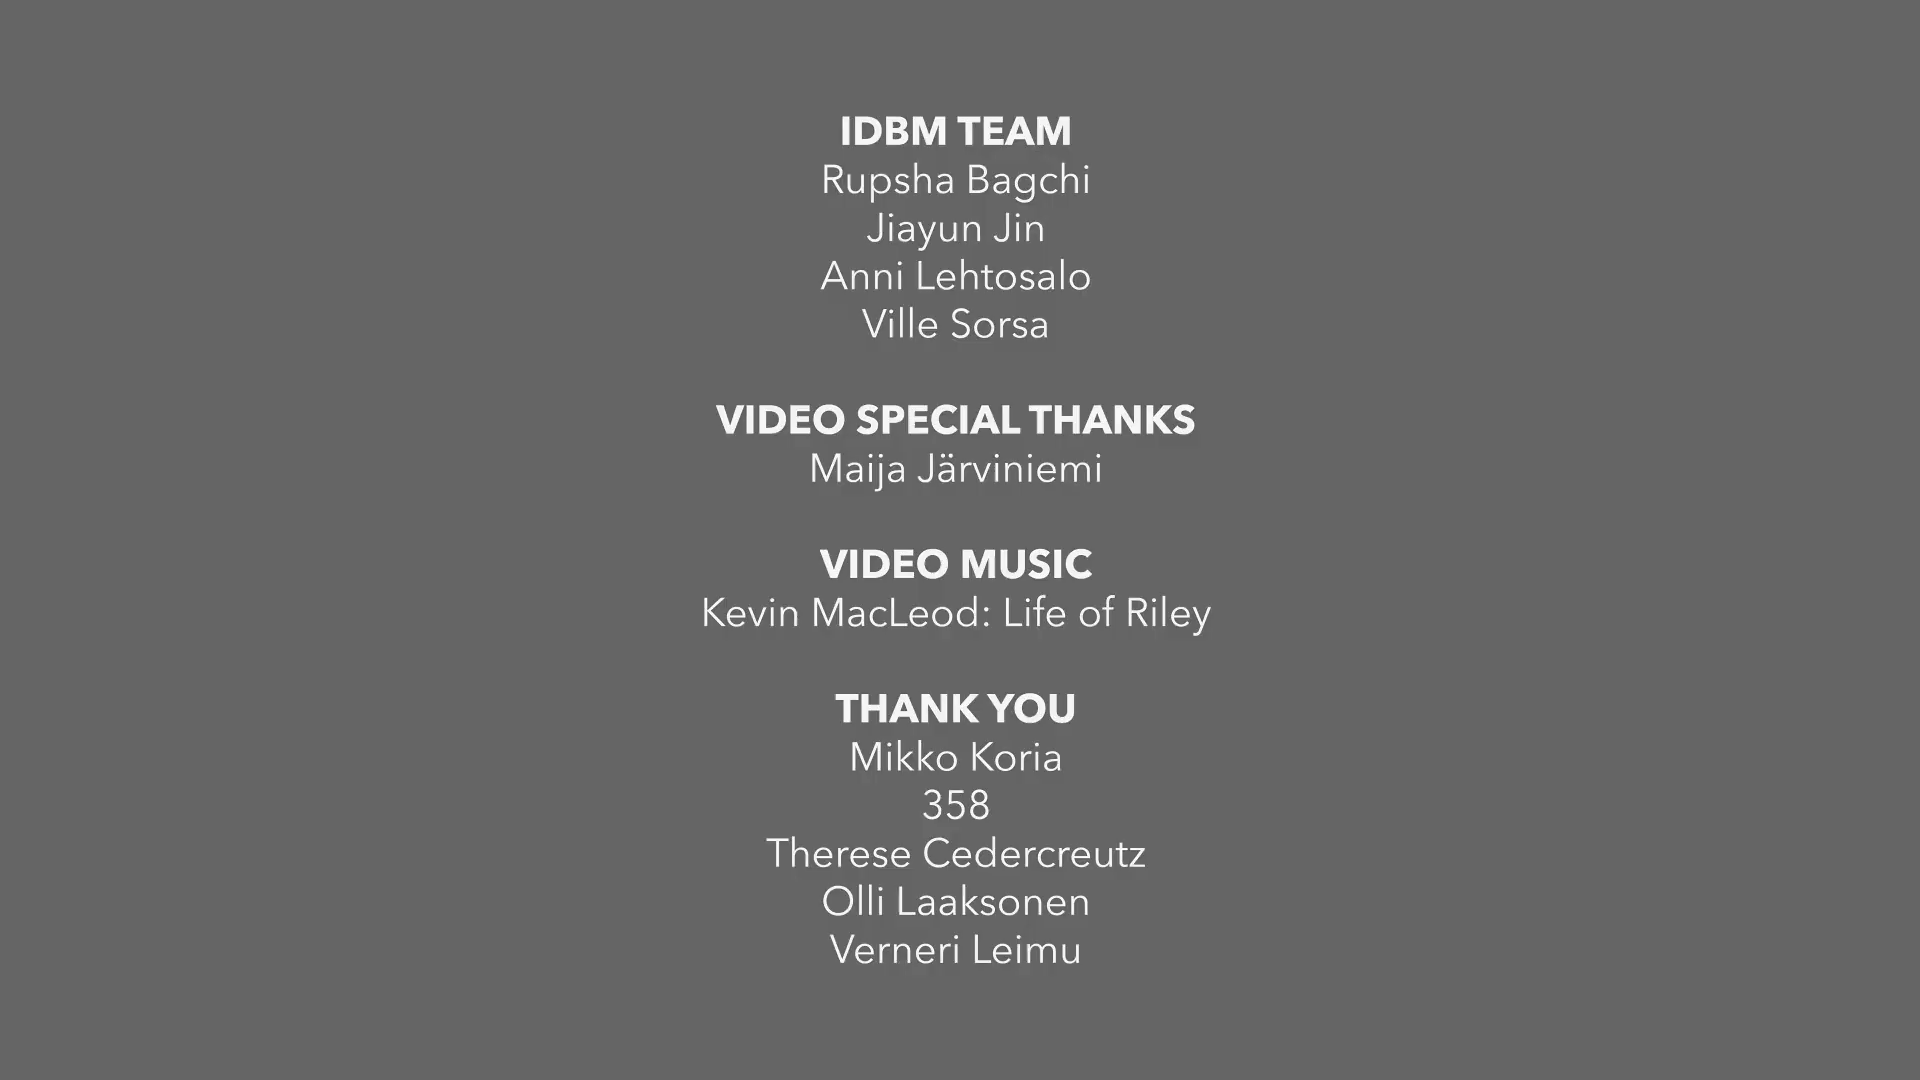 IDBM TEAM
Rupsha Bagchi
Jiayun Jin
Anni Lehtosalo
Ville Sorsa
VIDEO SPECIAL THANKS
Maija Järviniemi
VIDEO MUSIC
Kevin MacLeod: Life of Riley
THANK YOU
Mikko Koria
358
Therese Cedercreutz
Olli Laaksonen
Verneri Leimu